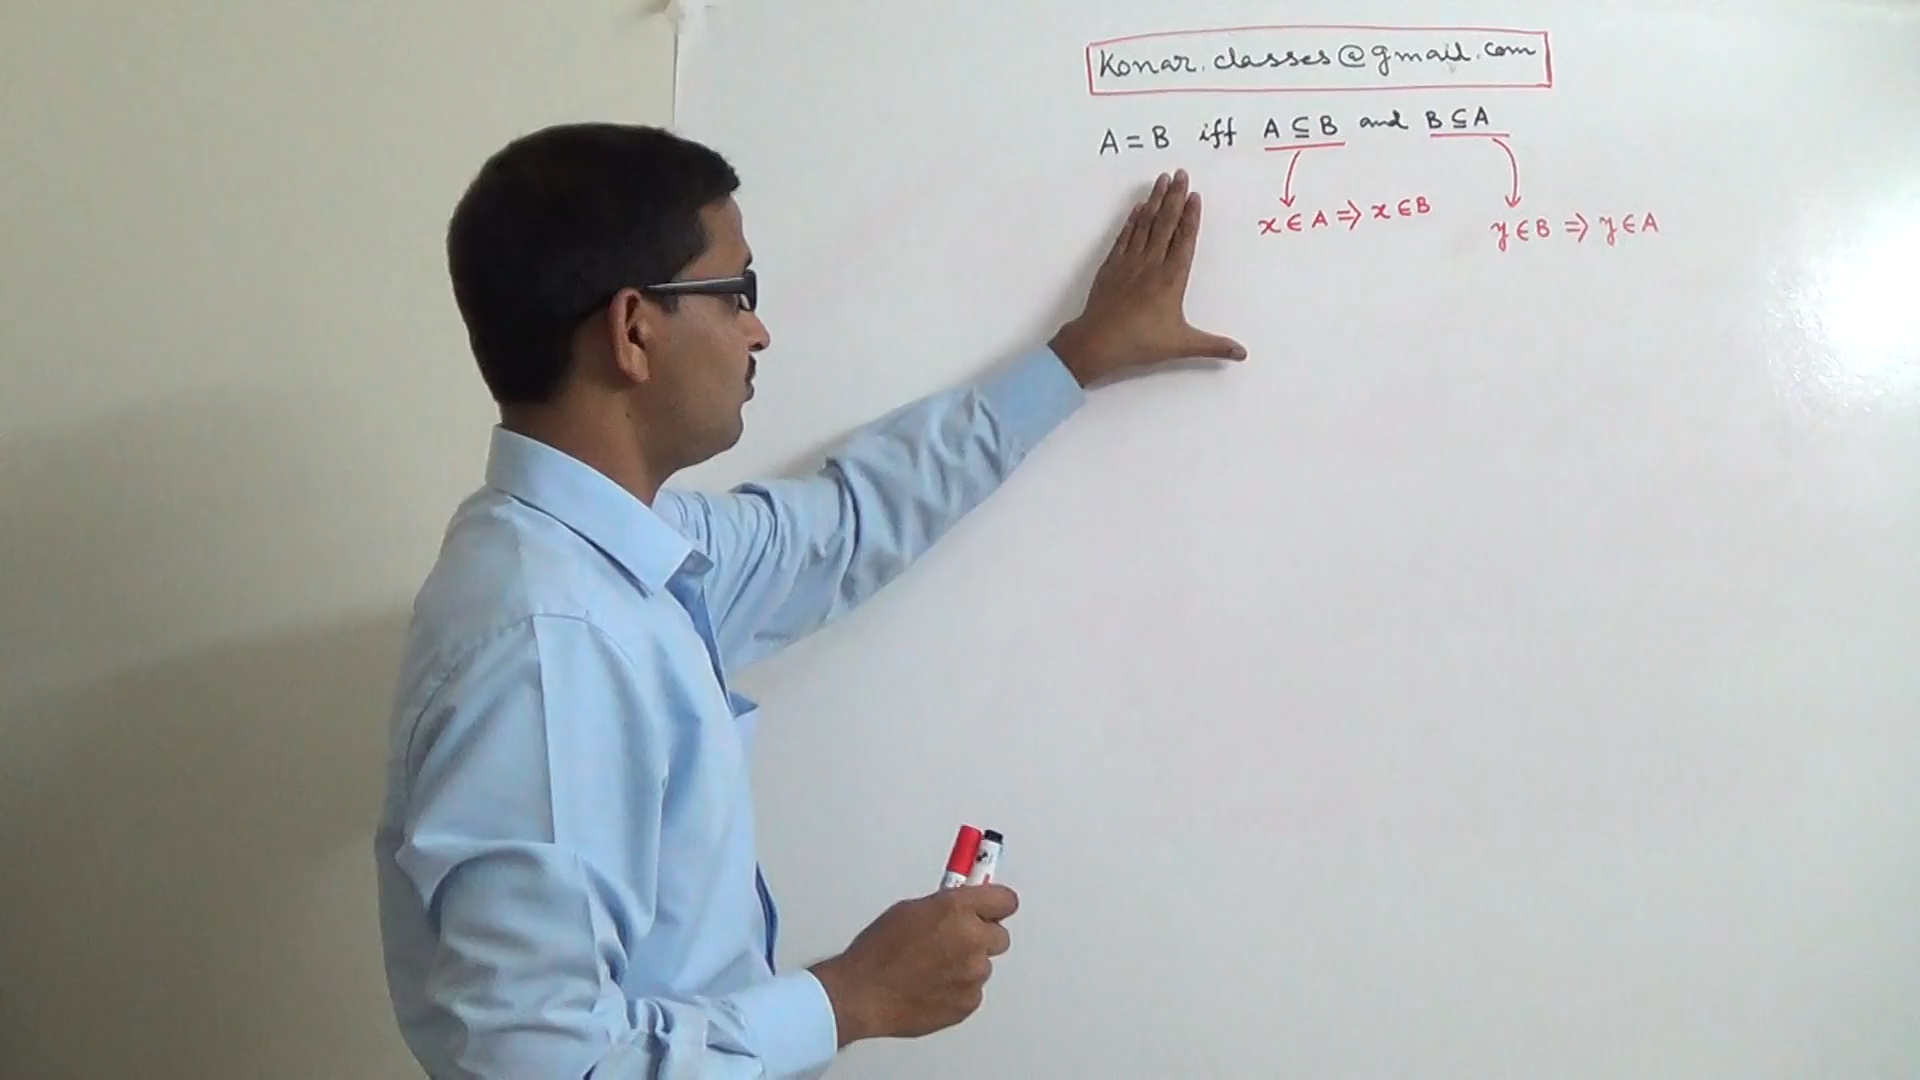 Konar.classes@gmail.com
A = B iff A ⊆ B and B ⊆ A
x ∈ A ⇒ x ∈ B
y ∈ B ⇒ y ∈ A